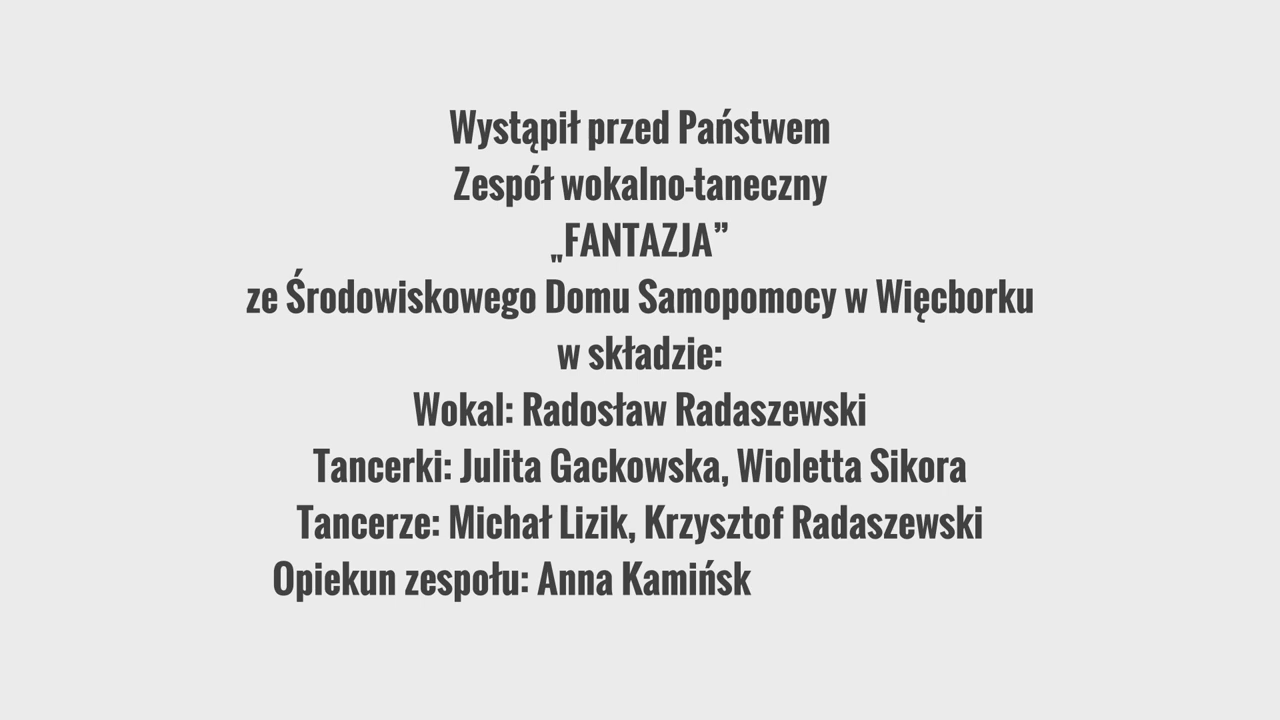 Wystąpił przed Państwem
Zespół wokalno-taneczny
„FANTAZJA”
ze Środowiskowego Domu Samopomocy w Więcborku
w składzie:
Wokal: Radosław Radaszewski
Tancerki: Julita Gackowska, Wioletta Sikora
Tancerze: Michał Lizik, Krzysztof Radaszewski
Opiekun zespołu: Anna Kamińsk